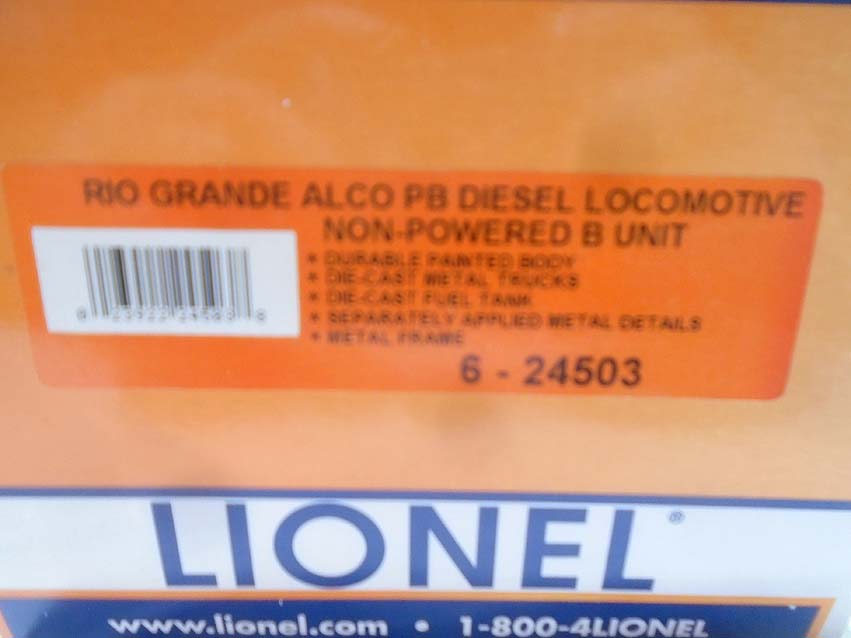 RIO GRANDE ALCO PB DIESEL LOCOMOTIVE
NON-POWERED B UNIT
* DURABLE PAINTED BODY
* DIE-CAST METAL TRUCKS
* DIE-CAST FUEL TANK
* SEPARATELY APPLIED METAL DETAILS
* METAL FRAME
6 - 24503
LIONEL®
www.lionel.com • 1-800-4LIONEL